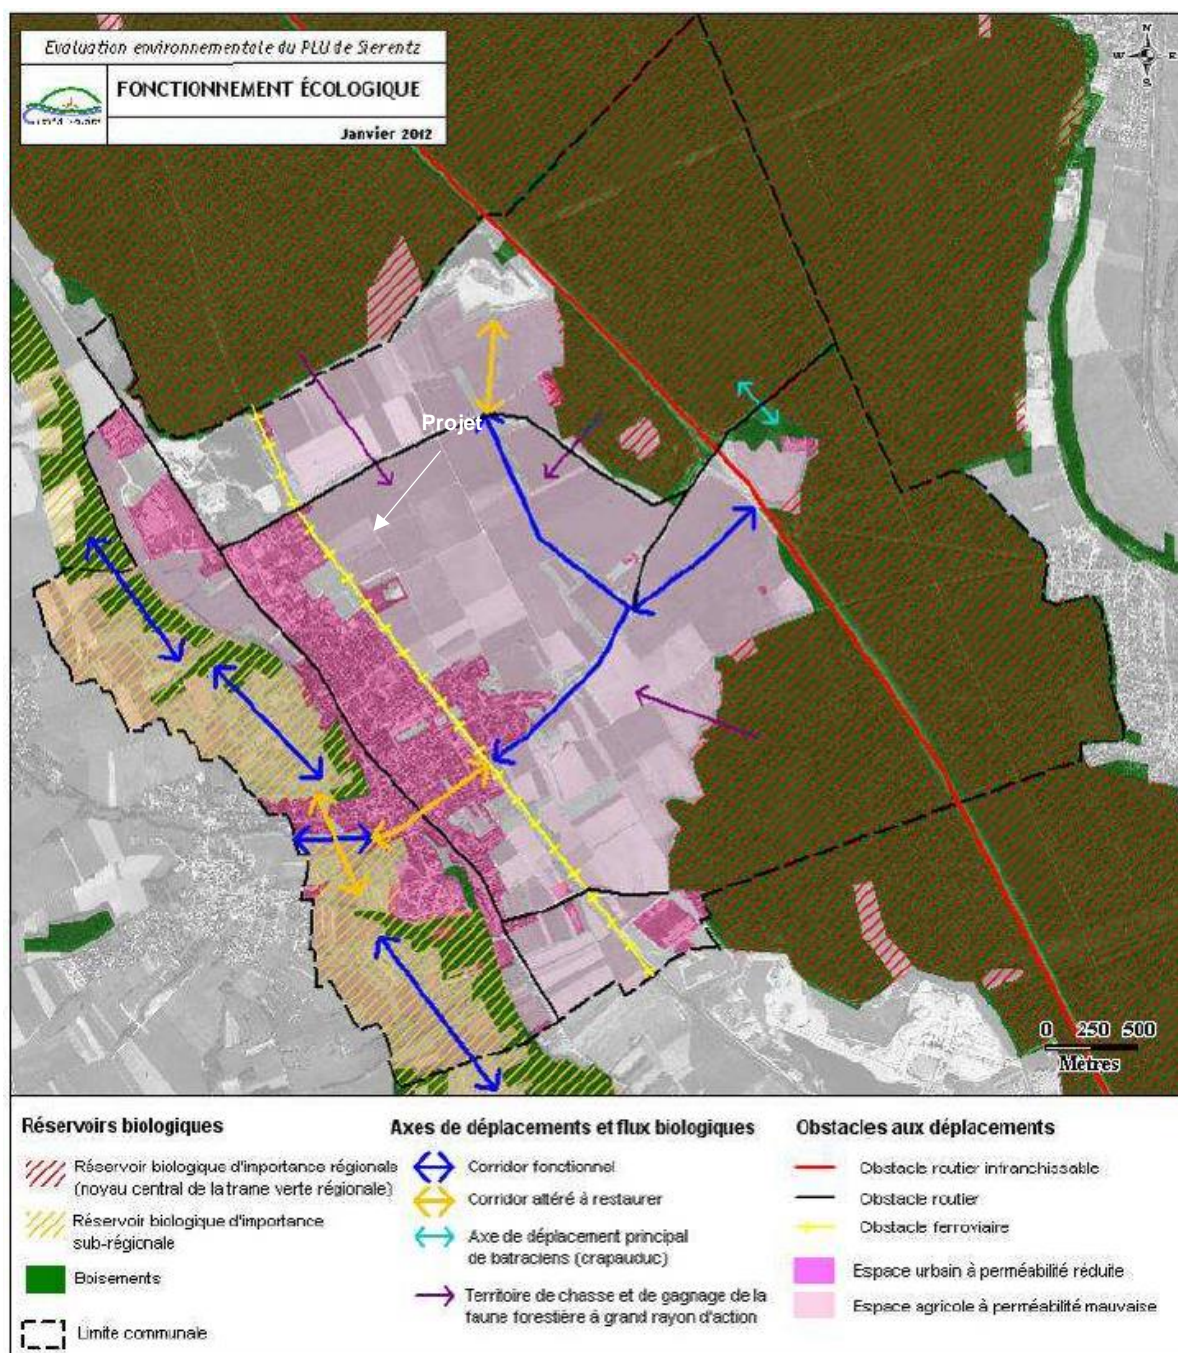 Evaluation environnementale du PLU de Sierentz
FONCTIONNEMENT ÉCOLOGIQUE
Janvier 2012
N
W E
S
Projet
0 250 500
Mètres
Réservoirs biologiques
Réservoir biologique d'importance régionale
(noyau central de la trame verte régionale)
Réservoir biologique d'importance
sub-régionale
Boisements
Limite communale
Axes de déplacements et flux biologiques
Corridor fonctionnel
Corridor altéré à restaurer
Axe de déplacement principal
de batraciens (crapauduc)
Territoire de chasse et de gagnage de la
faune forestière à grand rayon d'action
Obstacles aux déplacements
Obstacle routier infranchissable
Obstacle routier
Obstacle ferroviaire
Espace urbain à perméabilité réduite
Espace agricole à perméabilité mauvaise